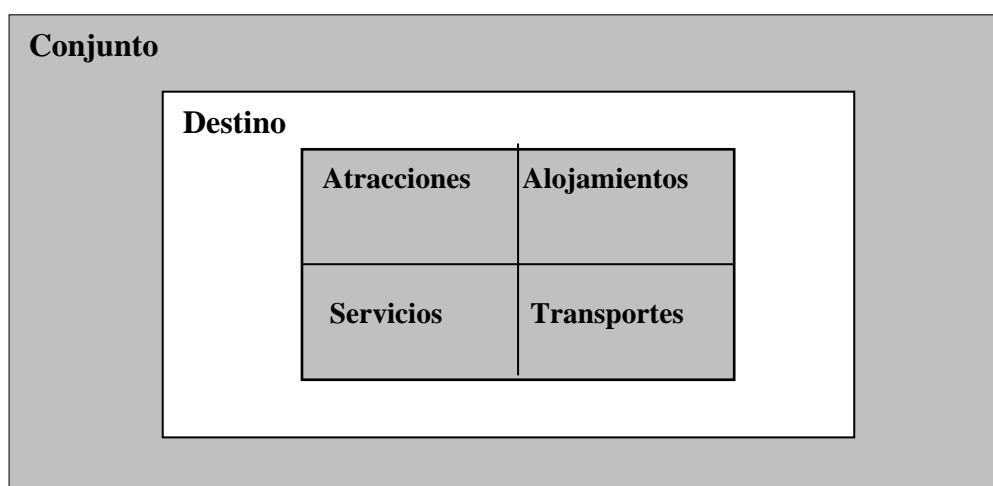 Conjunto
Destino
Atracciones Alojamientos
Servicios Transportes